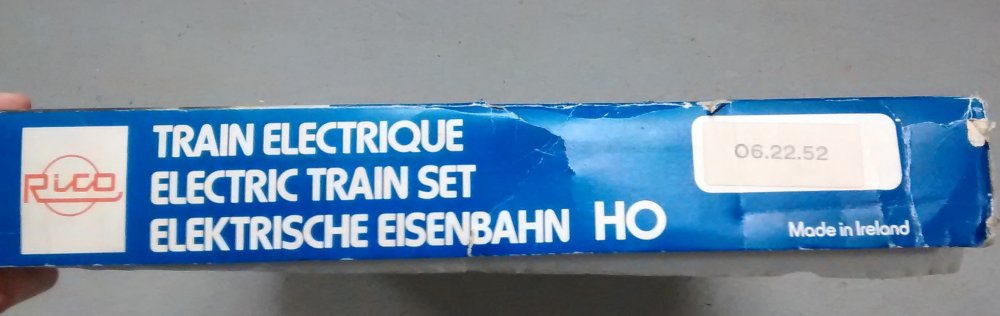 Rico
TRAIN ELECTRIQUE
ELECTRIC TRAIN SET
ELEKTRISCHE EISENBAHN HO
06.22.52
Made in Ireland